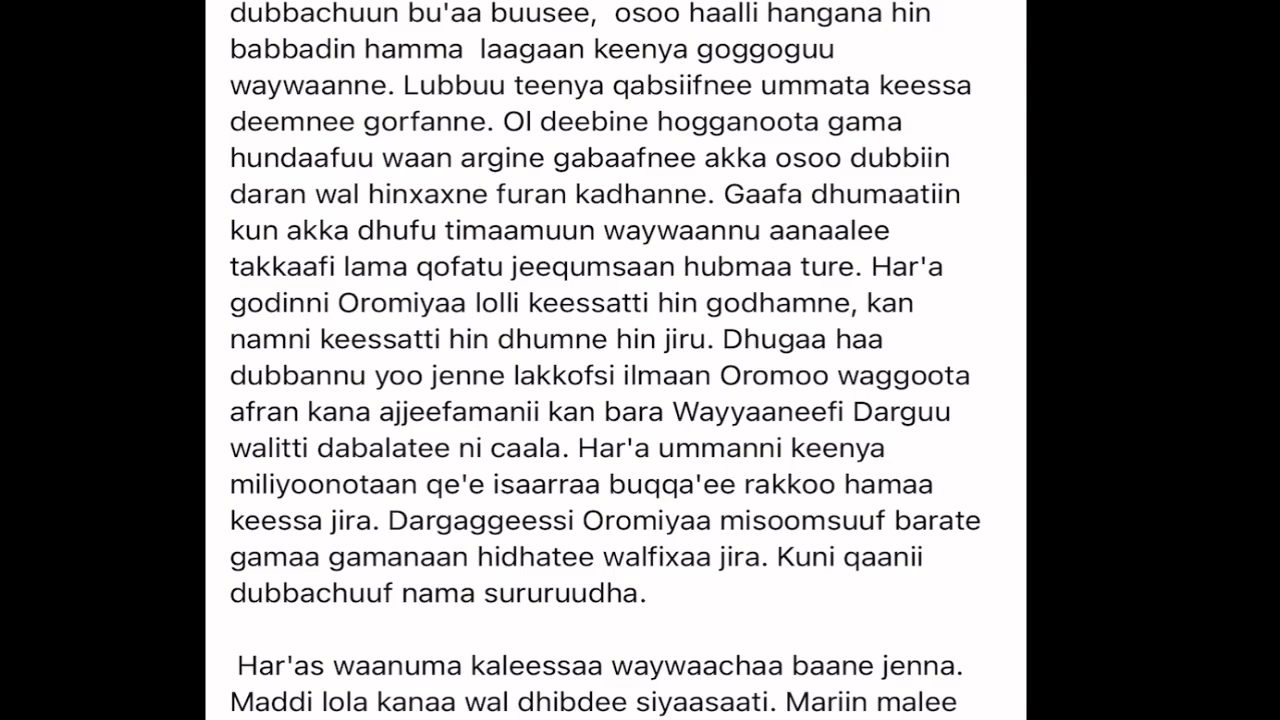 dubbachuun bu'aa buusee, osoo haalli hangana hin
babbadin hamma laagaan keenya goggoguu
waywaanne. Lubbuu teenya qabsiifnee ummata keessa
deemnee gorfanne. Ol deebine hogganoota gama
hundaafuu waan argine gabaafnee akka osoo dubbiin
daran wal hinxaxne furan kadhanne. Gaafa dhumaatiin
kun akka dhufu timaamuun waywaannu aanaalee
takkaafi lama qofatu jeequmsaan hubmaa ture. Har'a
godinni Oromiyaa lolli keessatti hin godhamne, kan
namni keessatti hin dhumne hin jiru. Dhugaa haa
dubbannu yoo jenne lakkofsi ilmaan Oromoo waggoota
afran kana ajjeefamanii kan bara Wayyaaneefi Darguu
walitti dabalatee ni caala. Har'a ummanni keenya
miliyoonotaan qe'e isaarraa buqqa'ee rakkoo hamaa
keessa jira. Dargaggeessi Oromiyaa misoomsuuf barate
gamaa gamanaan hidhatee walfixaa jira. Kuni qaanii
dubbachuuf nama sururuudha.
Har'as waanuma kaleessaa waywaachaa baane jenna.
Maddi lola kanaa wal dhibdee siyaasaati. Mariin malee